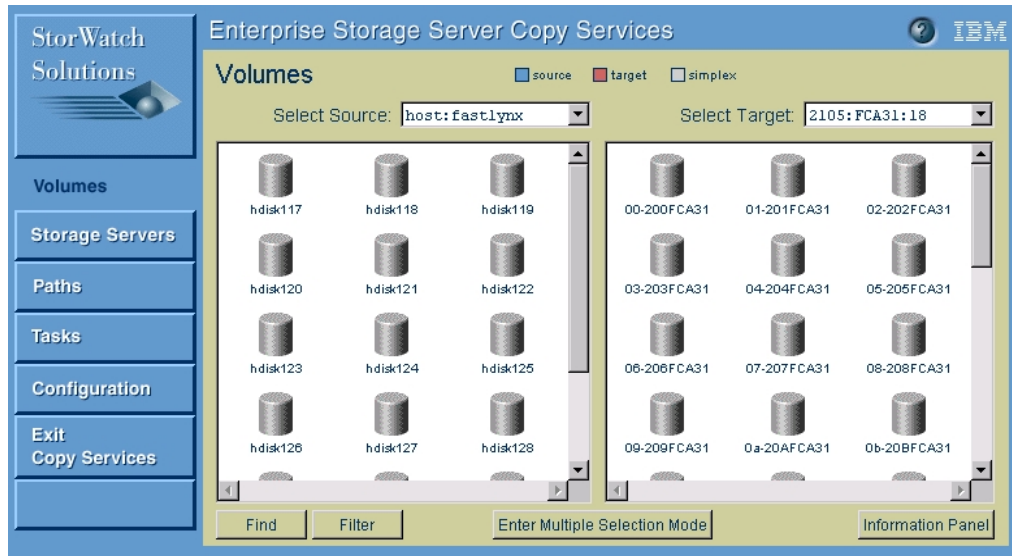 StorWatch
Solutions
Enterprise Storage Server Copy Services
? IBM
Volumes
source target simplex
Select Source: host:fastlynx
Select Target: 2105:FCA31:18
Volumes
Storage Servers
Paths
Tasks
Configuration
Exit
Copy Services
hdisk117 hdisk118 hdisk119
hdisk120 hdisk121 hdisk122
hdisk123 hdisk124 hdisk125
hdisk126 hdisk127 hdisk128
00-200FCA31 01-201FCA31 02-202FCA31
03-203FCA31 04-204FCA31 05-205FCA31
06-206FCA31 07-207FCA31 08-208FCA31
09-209FCA31 0a-20AFCA31 0b-20BFCA31
Find Filter Enter Multiple Selection Mode Information Panel